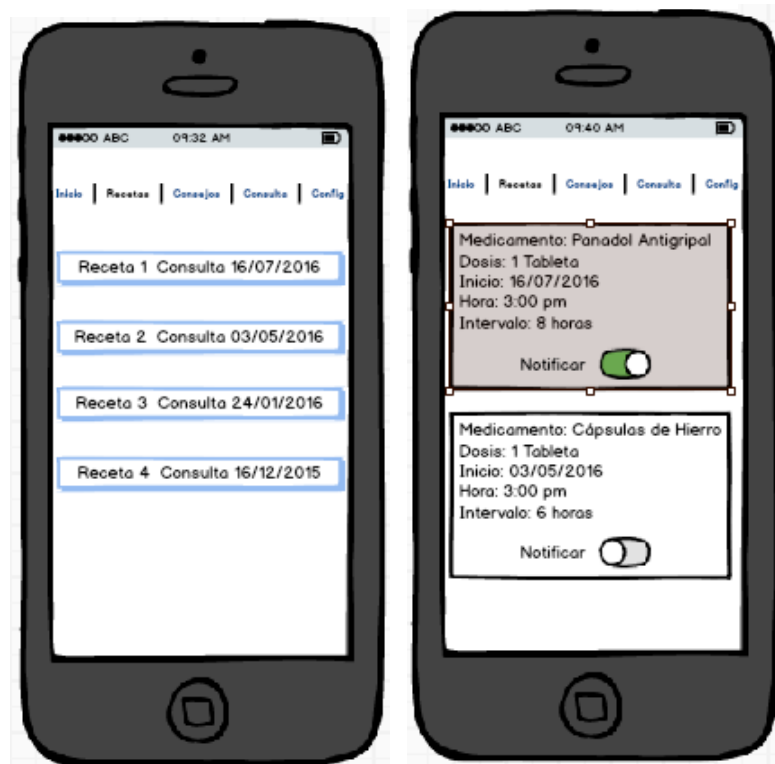 ABC 09:32 AM
Inicio Recetas Consejos Consulta Config
Receta 1 Consulta 16/07/2016
Receta 2 Consulta 03/05/2016
Receta 3 Consulta 24/01/2016
Receta 4 Consulta 16/12/2015
ABC 09:40 AM
Inicio Recetas Consejos Consulta Config
Medicamento: Panadol Antigripal
Dosis: 1 Tableta
Inicio: 16/07/2016
Hora: 3:00 pm
Intervalo: 8 horas
Notificar
Medicamento: Cápsulas de Hierro
Dosis: 1 Tableta
Inicio: 03/05/2016
Hora: 3:00 pm
Intervalo: 6 horas
Notificar